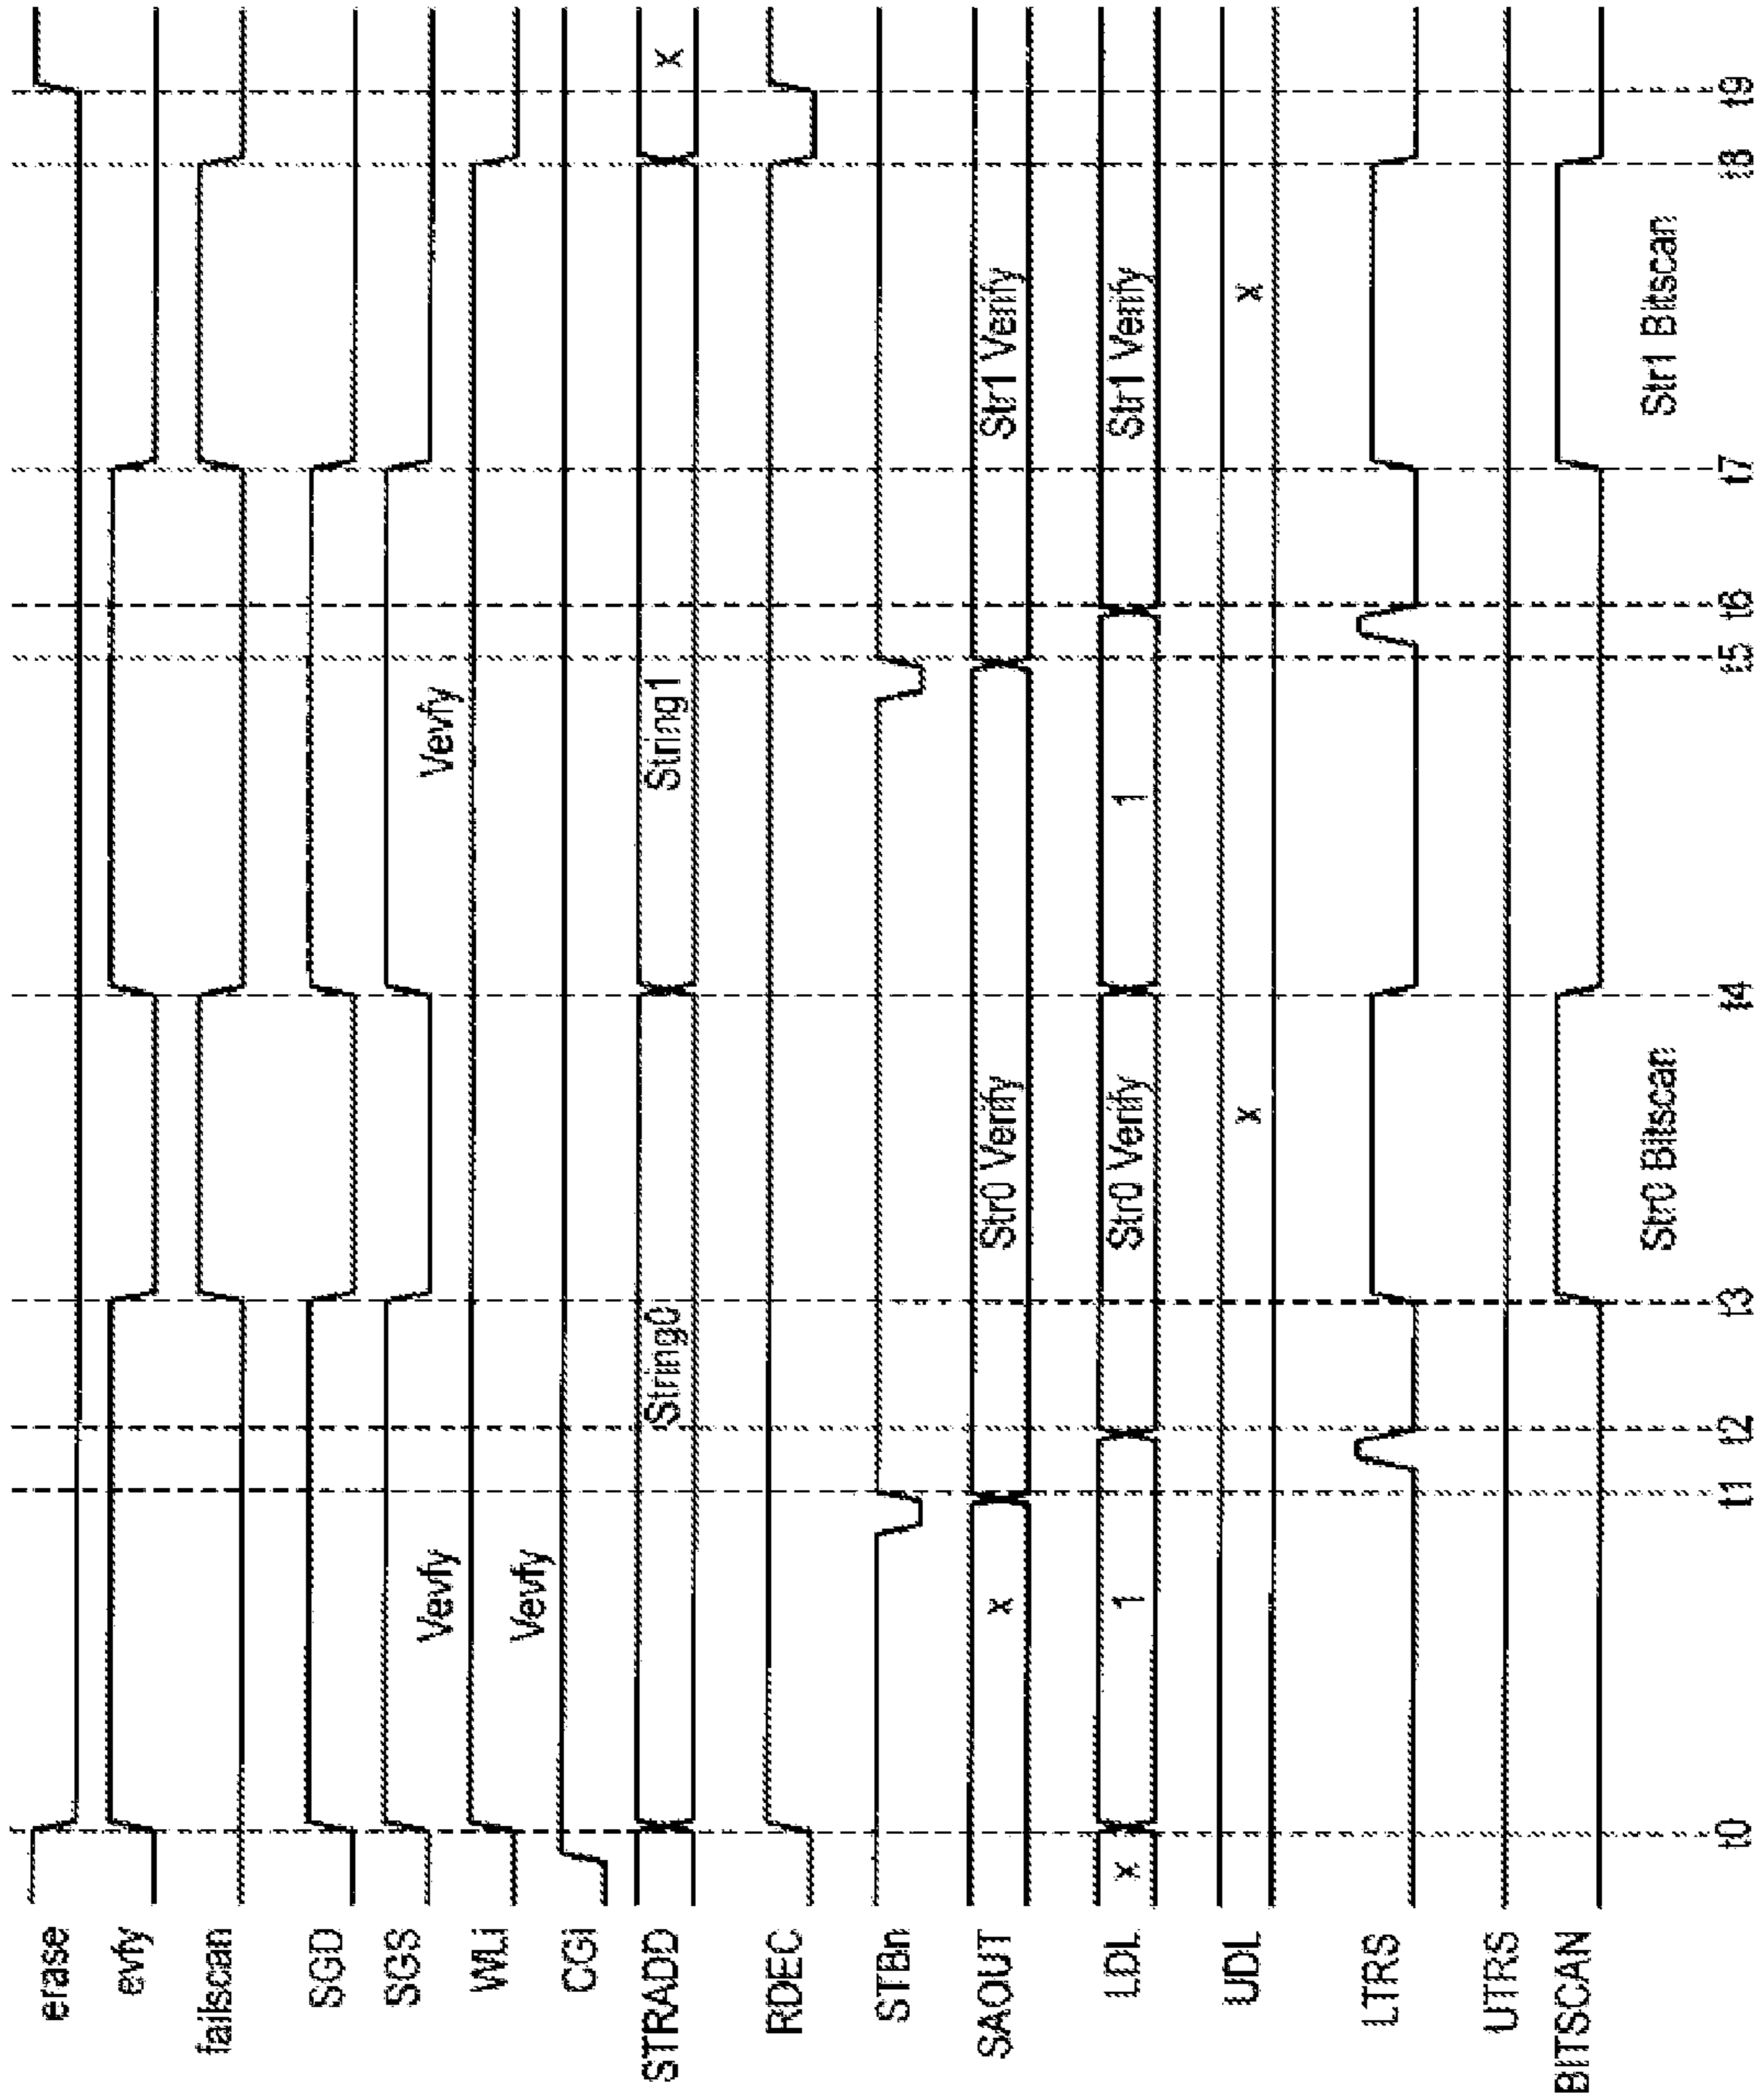 erase
evfy
failscan
SGD
SGS
Vevfy Vevfy
WLi
Vevfy
CGi
STRADD String0 String1 x
RDEC
STBn
SAOUT x Str0 Verify Str1 Verify
LDL x 1 Str0 Verify 1 Str1 Verify
UDL x x
LTRS
UTRS
BITSCAN
Str0 Bitscan Str1 Bitscan
t0 t1 t2 t3 t4 t5 t6 t7 t8 t9